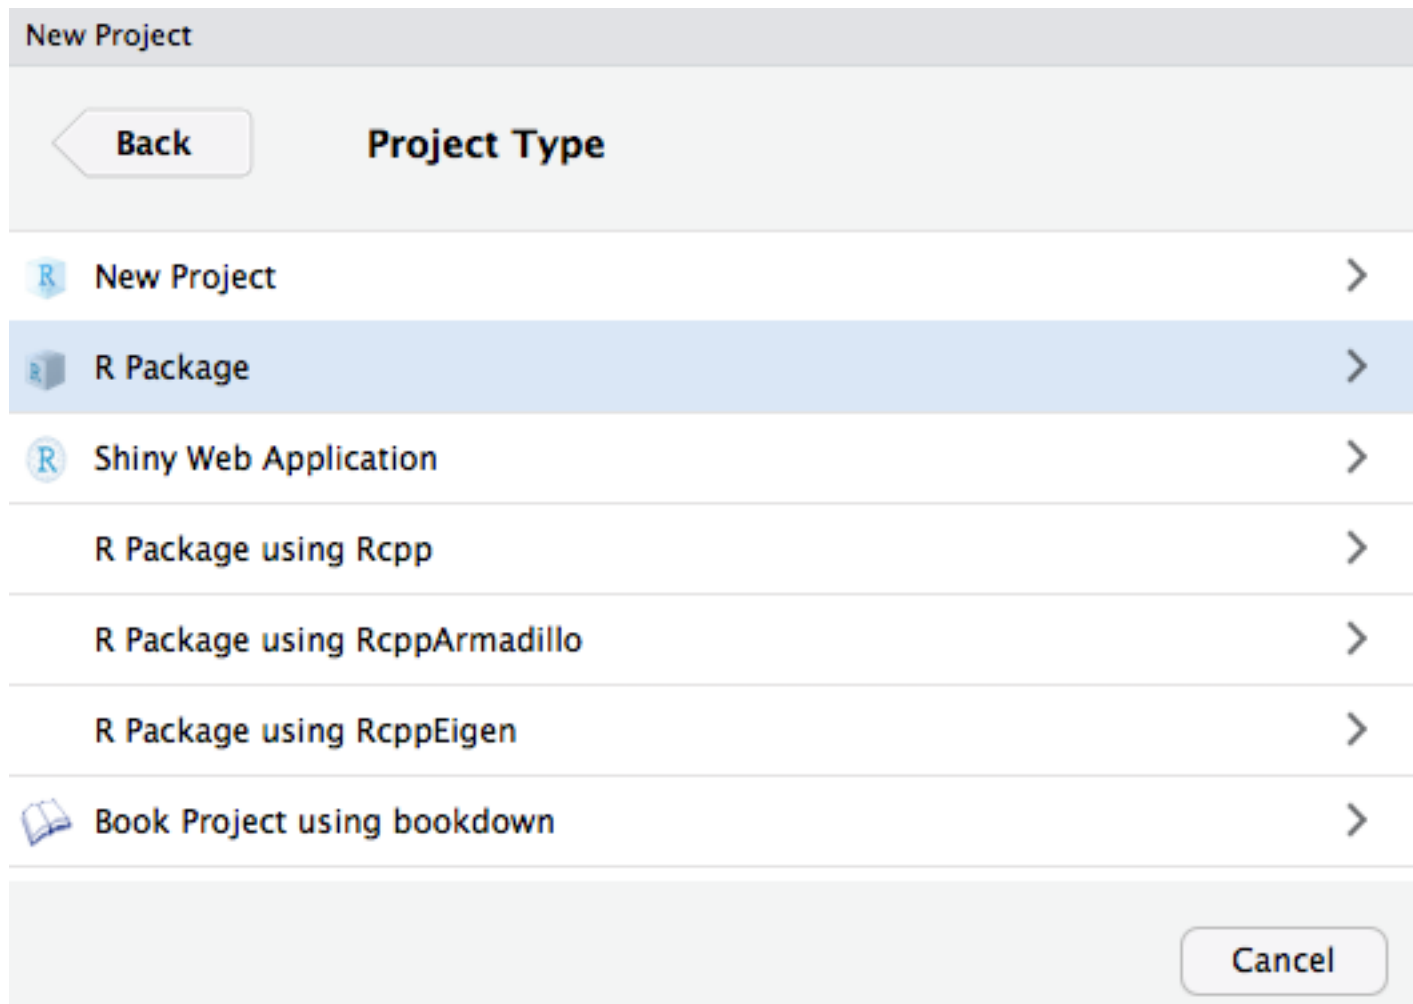 New Project
Back
Project Type
R New Project
R R Package
R Shiny Web Application
R Package using Rcpp
R Package using RcppArmadillo
R Package using RcppEigen
Book Project using bookdown
Cancel